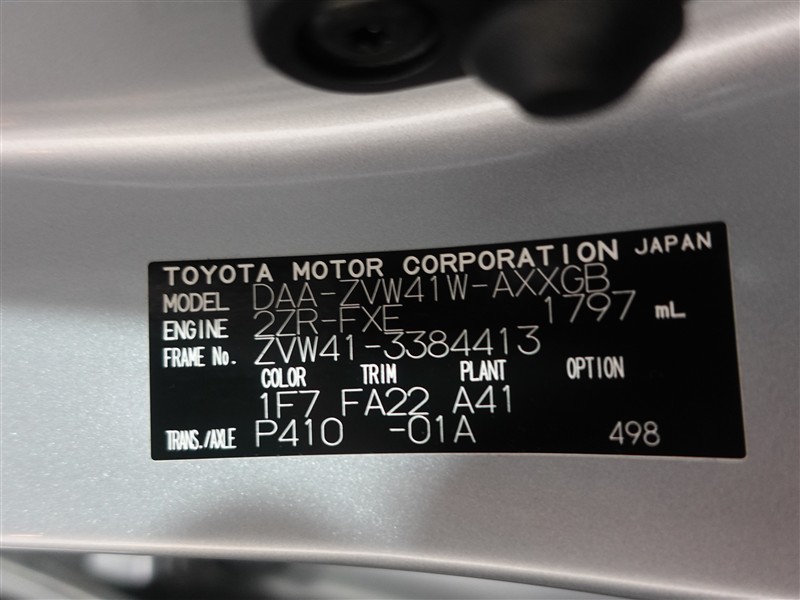 TOYOTA MOTOR CORPORATION JAPAN
MODEL DAA-ZVW41W-AXXGB
ENGINE 2ZR-FXE 1797 mL
FRAME No. ZVW41-3384413
COLOR TRIM PLANT OPTION
1F7 FA22 A41
TRANS./AXLE P410 -01A 498